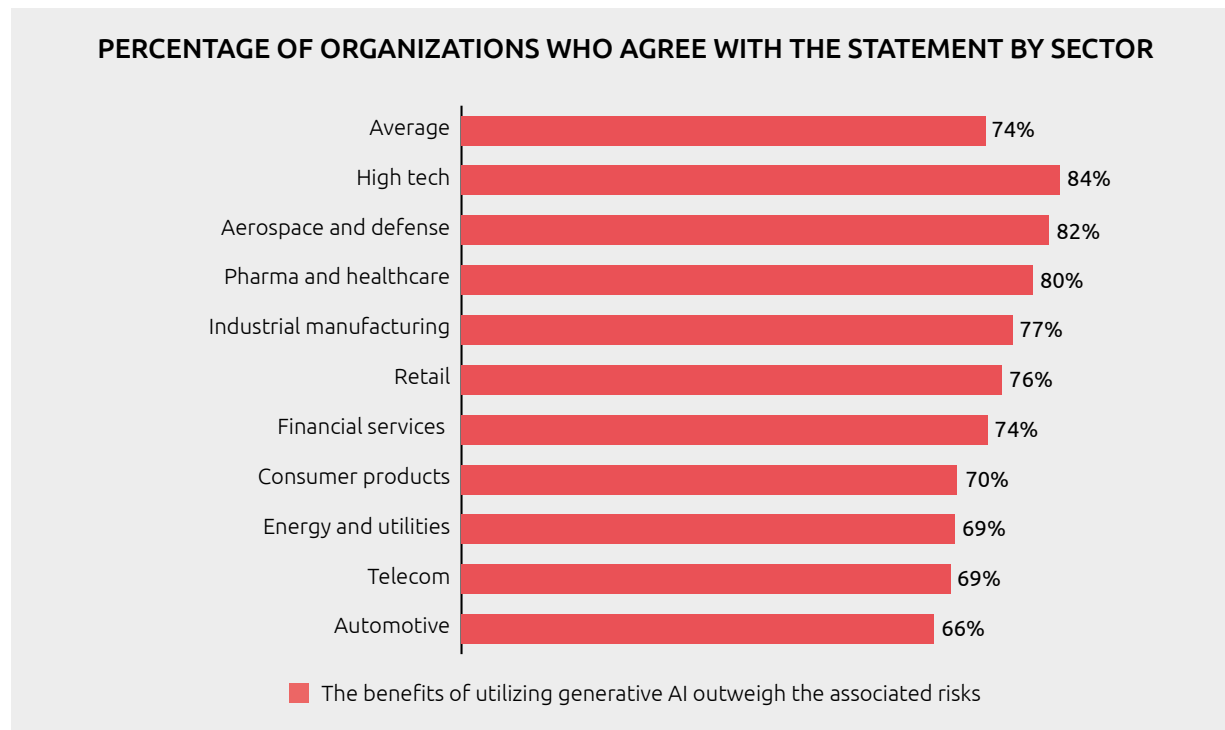 PERCENTAGE OF ORGANIZATIONS WHO AGREE WITH THE STATEMENT BY SECTOR
Average 74%
High tech 84%
Aerospace and defense 82%
Pharma and healthcare 80%
Industrial manufacturing 77%
Retail 76%
Financial services 74%
Consumer products 70%
Energy and utilities 69%
Telecom 69%
Automotive 66%
The benefits of utilizing generative AI outweigh the associated risks